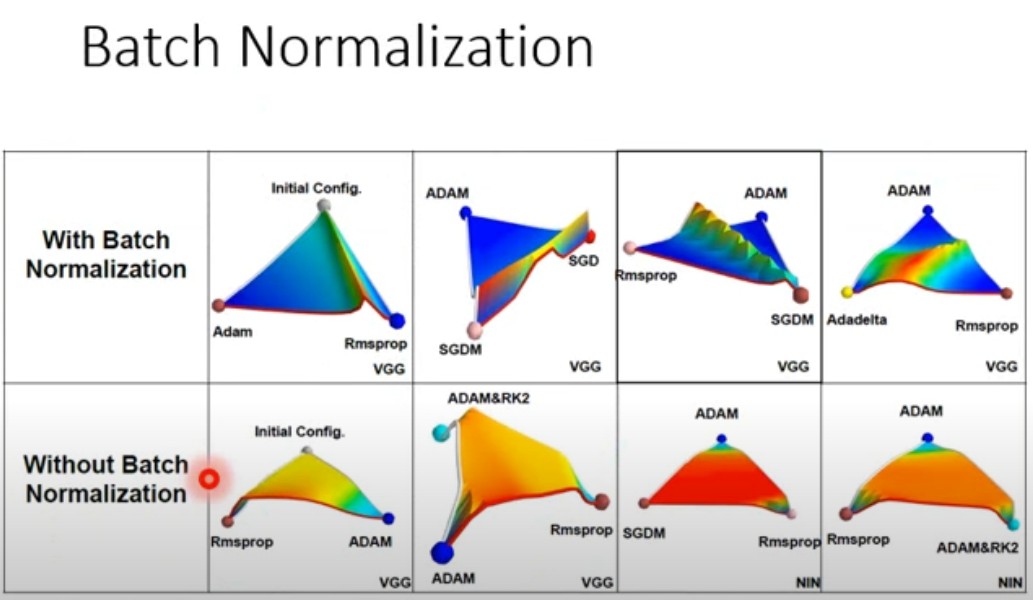 Batch Normalization
With Batch
Normalization
Initial Config.
Adam
Rmsprop
VGG
ADAM
SGD
SGDM
VGG
ADAM
Rmsprop
SGDM
VGG
ADAM
Adadelta
Rmsprop
VGG
Without Batch
Normalization
Initial Config.
Rmsprop
ADAM
VGG
ADAM&RK2
Rmsprop
ADAM
VGG
ADAM
SGDM
Rmsprop
NIN
ADAM
Rmsprop
ADAM&RK2
NIN